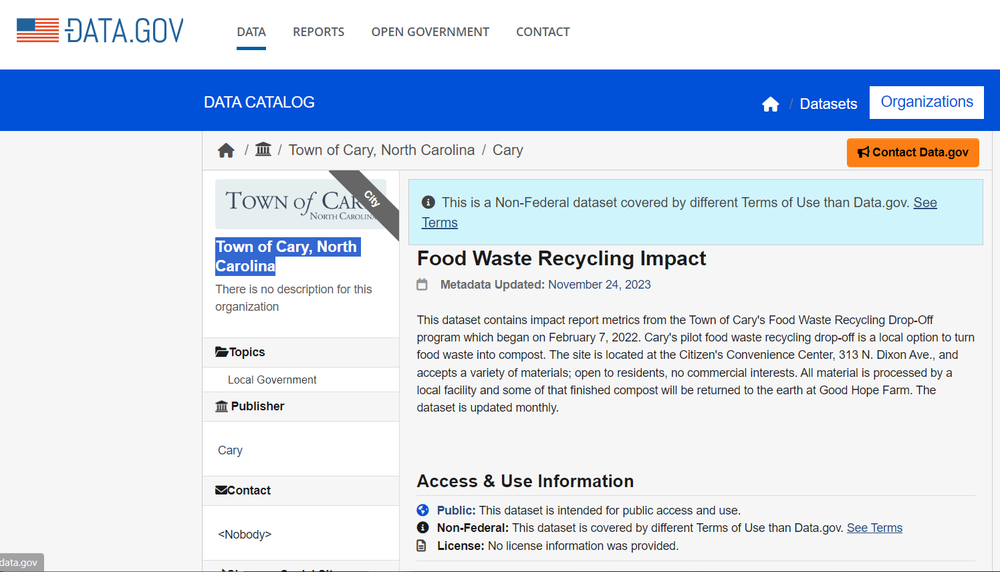 DATA.GOV
DATA REPORTS OPEN GOVERNMENT CONTACT
DATA CATALOG
/ Datasets Organizations
/ / Town of Cary, North Carolina / Cary
Contact Data.gov
TOWN of CAR
NORTH CAROLINA
City
Town of Cary, North
Carolina
There is no description for this
organization
Topics
Local Government
Publisher
Cary
Contact
<Nobody>
This is a Non-Federal dataset covered by different Terms of Use than Data.gov. See
Terms
Food Waste Recycling Impact
Metadata Updated: November 24, 2023
This dataset contains impact report metrics from the Town of Cary's Food Waste Recycling Drop-Off
program which began on February 7, 2022. Cary's pilot food waste recycling drop-off is a local option to turn
food waste into compost. The site is located at the Citizen's Convenience Center, 313 N. Dixon Ave., and
accepts a variety of materials; open to residents, no commercial interests. All material is processed by a
local facility and some of that finished compost will be returned to the earth at Good Hope Farm. The
dataset is updated monthly.
Access & Use Information
Public: This dataset is intended for public access and use.
Non-Federal: This dataset is covered by different Terms of Use than Data.gov. See Terms
License: No license information was provided.
data.gov